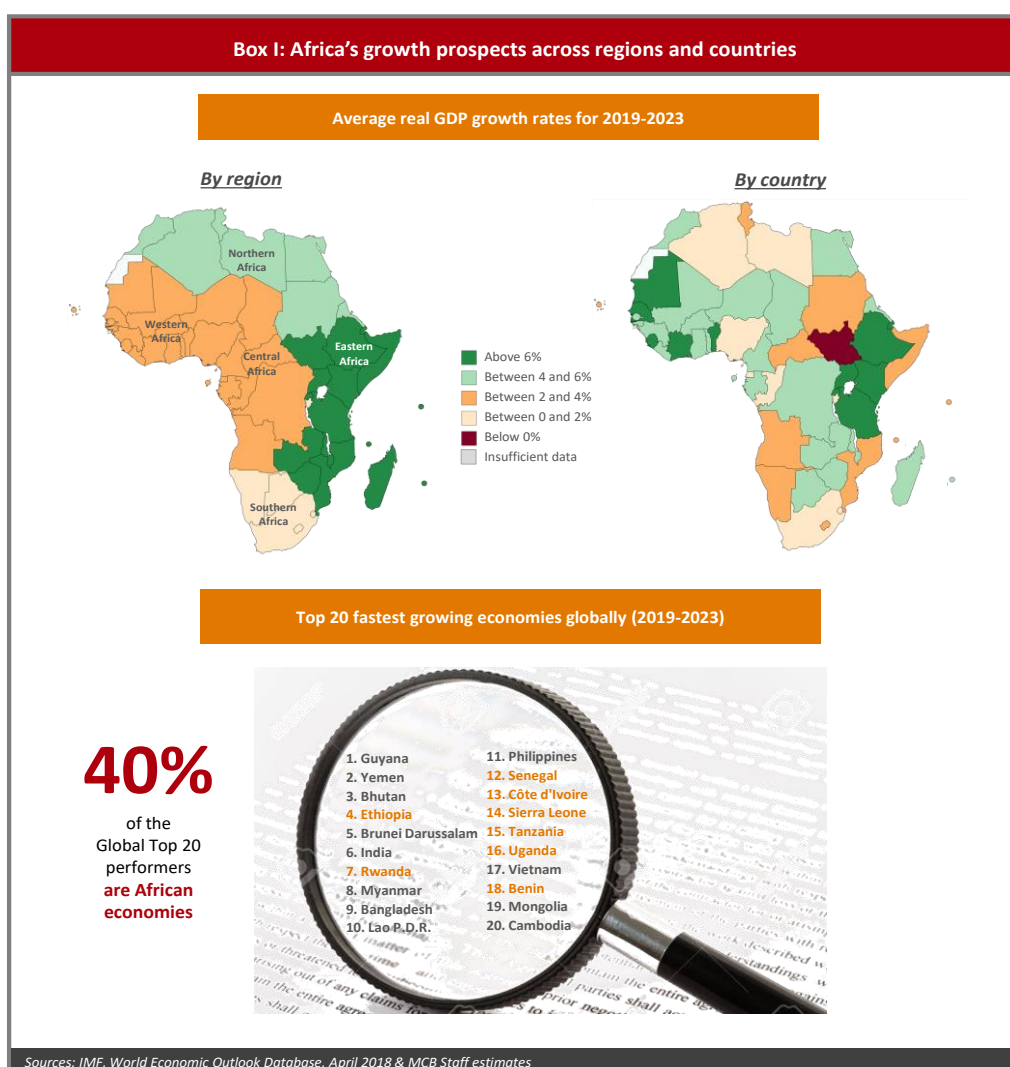 Box I: Africa's growth prospects across regions and countries
Average real GDP growth rates for 2019-2023
By region
By country
Northern
Africa
Western
Africa
Central
Africa
Eastern
Africa
Southern
Africa
Above 6%
Between 4 and 6%
Between 2 and 4%
Between 0 and 2%
Below 0%
Insufficient data
Top 20 fastest growing economies globally (2019-2023)
40%
of the
Global Top 20
performers
are African
economies
1. Guyana
2. Yemen
3. Bhutan
4. Ethiopia
5. Brunei Darussalam
6. India
7. Rwanda
8. Myanmar
9. Bangladesh
10. Lao P.D.R.
11. Philippines
12. Senegal
13. Côte d'Ivoire
14. Sierra Leone
15. Tanzania
16. Uganda
17. Vietnam
18. Benin
19. Mongolia
20. Cambodia
Sources: IMF, World Economic Outlook Database, April 2018 & MCB Staff estimates